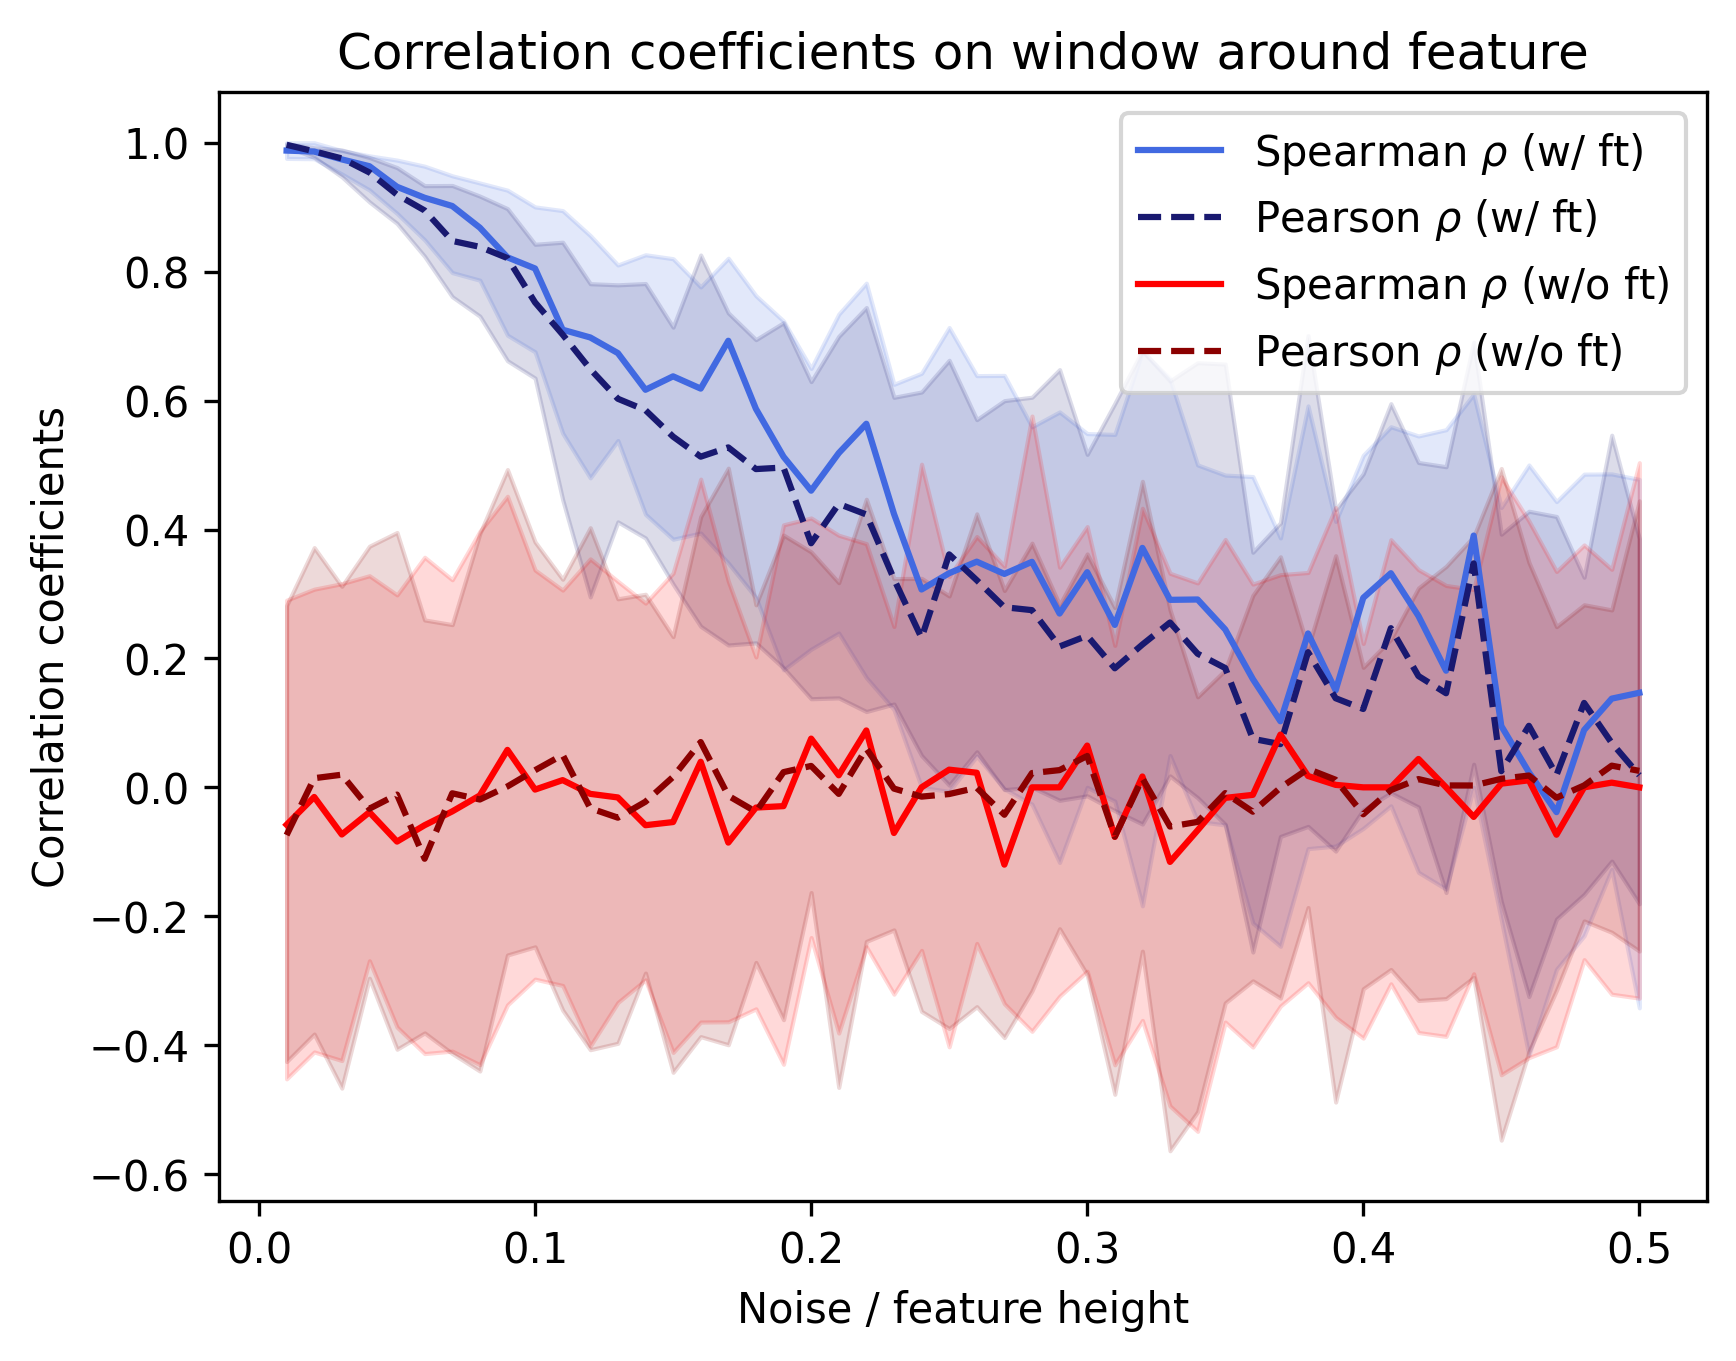 Correlation coefficients on window around feature
Spearman ρ (w/ ft)
Pearson ρ (w/ ft)
Spearman ρ (w/o ft)
Pearson ρ (w/o ft)
Correlation coefficients
1.0
0.8
0.6
0.4
0.2
0.0
−0.2
−0.4
−0.6
0.0 0.1 0.2 0.3 0.4 0.5
Noise / feature height